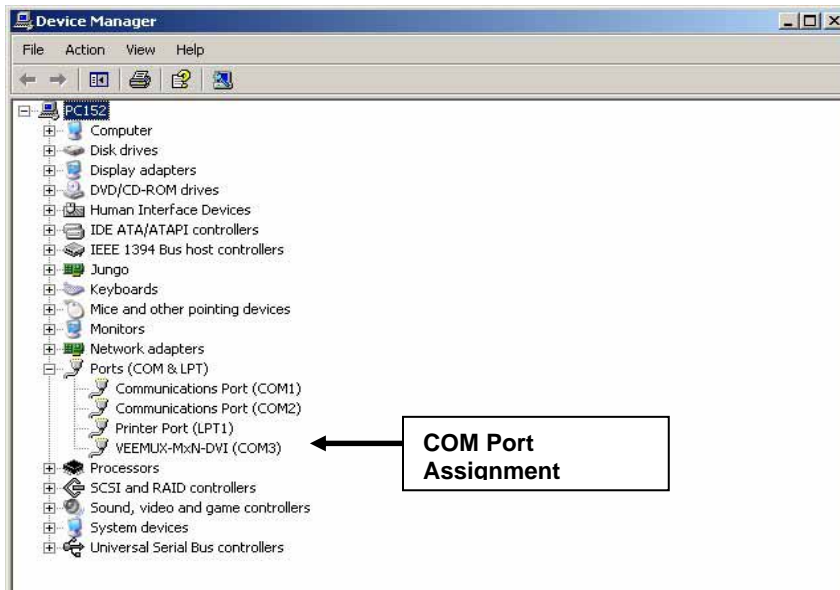 Device Manager
File Action View Help
PC152
Computer
Disk drives
Display adapters
DVD/CD-ROM drives
Human Interface Devices
IDE ATA/ATAPI controllers
IEEE 1394 Bus host controllers
Jungo
Keyboards
Mice and other pointing devices
Monitors
Network adapters
Ports (COM & LPT)
Communications Port (COM1)
Communications Port (COM2)
Printer Port (LPT1)
VEEMUX-MxN-DVI (COM3)
COM Port
Assignment
Processors
SCSI and RAID controllers
Sound, video and game controllers
System devices
Universal Serial Bus controllers